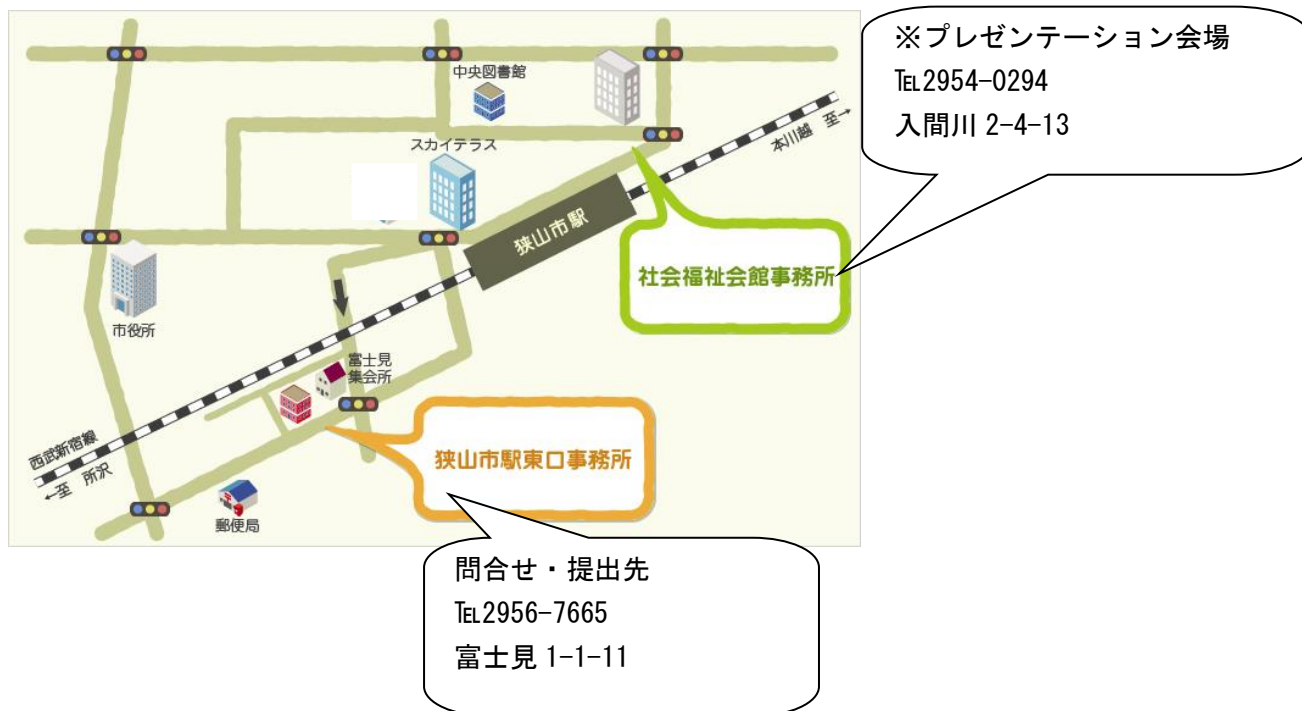 ※プレゼンテーション会場
℡2954-0294
入間川 2-4-13
中央図書館
スカイテラス
本川越 至→
狭山市駅
社会福祉会館事務所
市役所
富士見
集会所
西武新宿線
←至 所沢
狭山市駅東口事務所
郵便局
問合せ・提出先
℡2956-7665
富士見 1-1-11